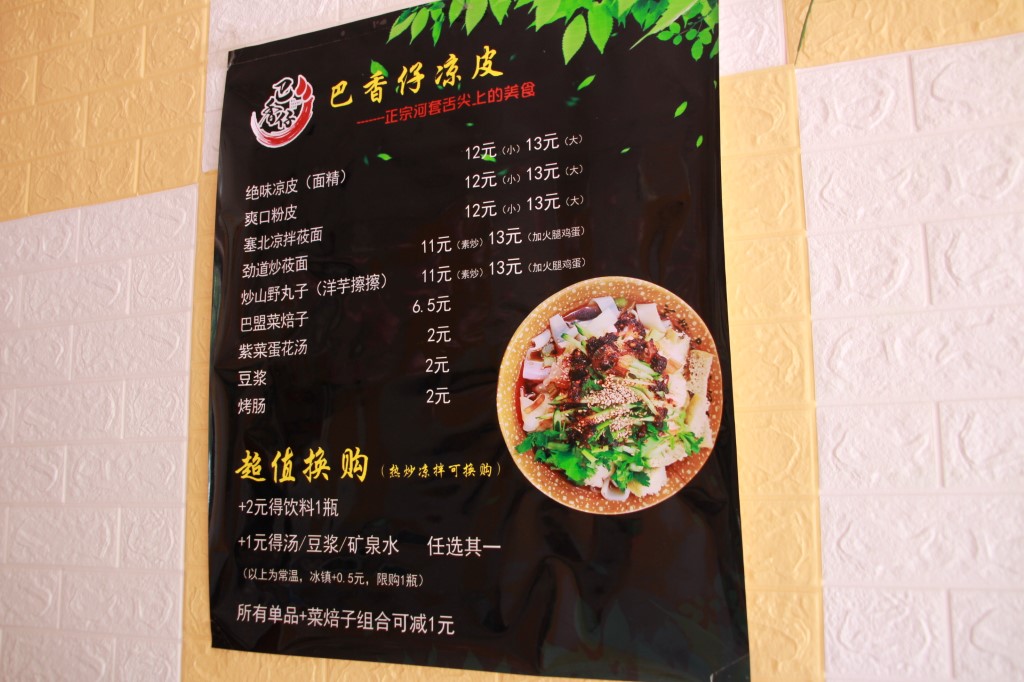 巴香仔
巴香仔凉皮
——正宗河套舌尖上的美食
绝味凉皮（面精） 12元（小）13元（大）
爽口粉皮 12元（小）13元（大）
塞北凉拌莜面 12元（小）13元（大）
劲道炒莜面 11元（素炒）13元（加火腿鸡蛋）
炒山野丸子（洋芋擦擦） 11元（素炒）13元（加火腿鸡蛋）
巴盟菜焙子 6.5元
紫菜蛋花汤 2元
豆浆 2元
烤肠 2元
超值换购（热炒凉拌可换购）
+2元得饮料1瓶
+1元得汤/豆浆/矿泉水 任选其一
（以上为常温，冰镇+0.5元，限购1瓶）
所有单品+菜焙子组合可减1元